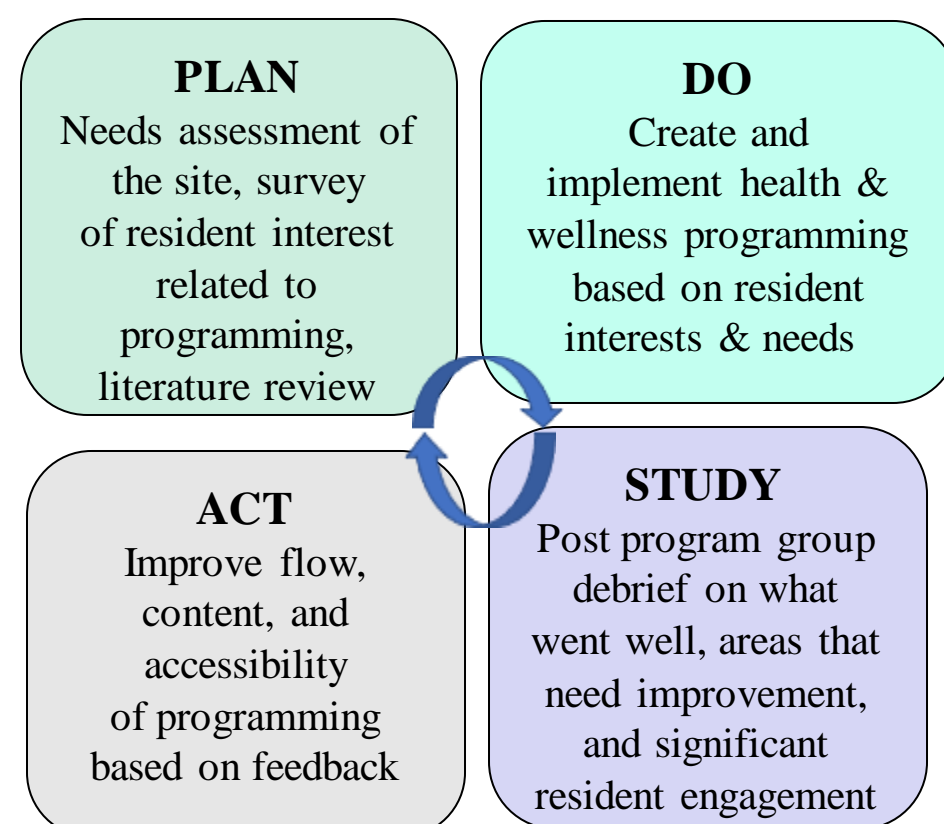 PLAN
Needs assessment of
the site, survey
of resident interest
related to
programming,
literature review
DO
Create and
implement health &
wellness programming
based on resident
interests & needs
ACT
Improve flow,
content, and
accessibility
of programming
based on feedback
STUDY
Post program group
debrief on what
went well, areas that
need improvement,
and significant
resident engagement